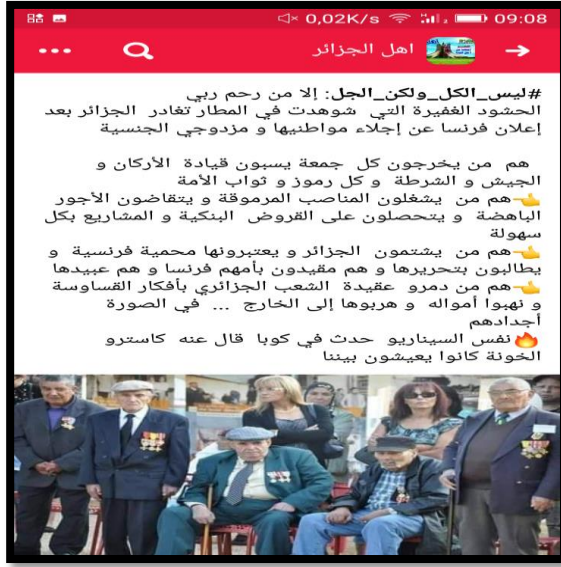 0,02K/s 09:08
اهل الجزائر
#ليس_الكل_ولكن_الجل: إلا من رحم ربي
الحشود الغفيرة التي شوهدت في المطار تغادر الجزائر بعد
إعلان فرنسا عن إجلاء مواطنيها و مزدوجي الجنسية
هم من يخرجون كل جمعة يسبون قيادة الأركان و
الجيش و الشرطة و كل رموز و ثواب الأمة
👈هم من يشغلون المناصب المرموقة و يتقاضون الأجور
الباهضة و يتحصلون على القروض البنكية و المشاريع بكل
سهولة
👈هم من يشتمون الجزائر و يعتبرونها محمية فرنسية و
يطالبون بتحريرها و هم مقيدون بأمهم فرنسا و هم عبيدها
👈هم من دمرو عقيدة الشعب الجزائري بأفكار القساوسة
و نهبوا أمواله و هربوها إلى الخارج ... في الصورة
أجدادهم
🔥نفس السيناريو حدث في كوبا قال عنه كاسترو
الخونة كانوا يعيشون بيننا